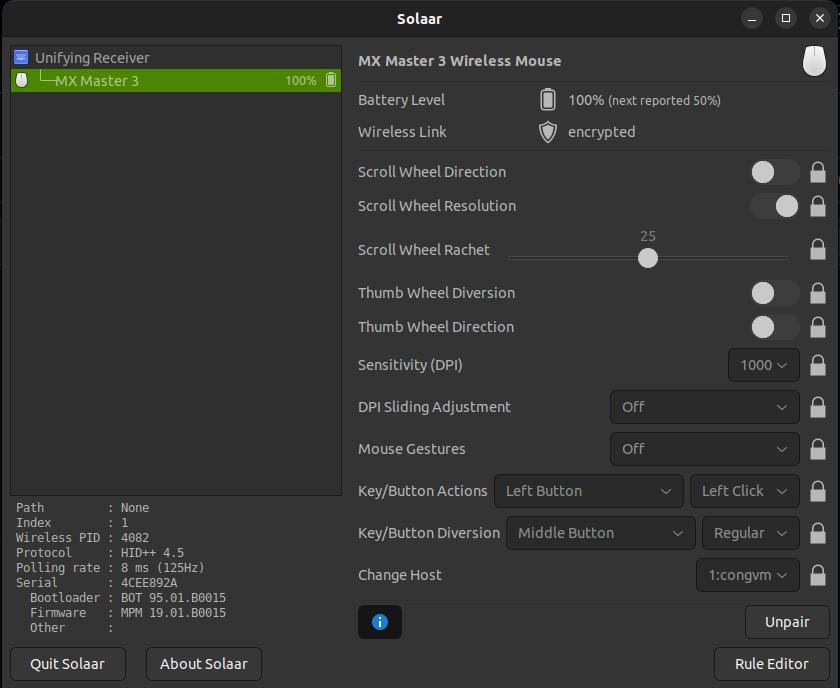 Solaar
Unifying Receiver
MX Master 3 100%
Path : None
Index : 1
Wireless PID : 4082
Protocol : HID++ 4.5
Polling rate : 8 ms (125Hz)
Serial : 4CEE892A
Bootloader : BOT 95.01.B0015
Firmware : MPM 19.01.B0015
Other :
Quit Solaar
About Solaar
MX Master 3 Wireless Mouse
Battery Level 100% (next reported 50%)
Wireless Link encrypted
Scroll Wheel Direction
Scroll Wheel Resolution
25
Scroll Wheel Rachet
Thumb Wheel Diversion
Thumb Wheel Direction
Sensitivity (DPI) 1000
DPI Sliding Adjustment Off
Mouse Gestures Off
Key/Button Actions Left Button Left Click
Key/Button Diversion Middle Button Regular
Change Host 1:congvm
Unpair
Rule Editor